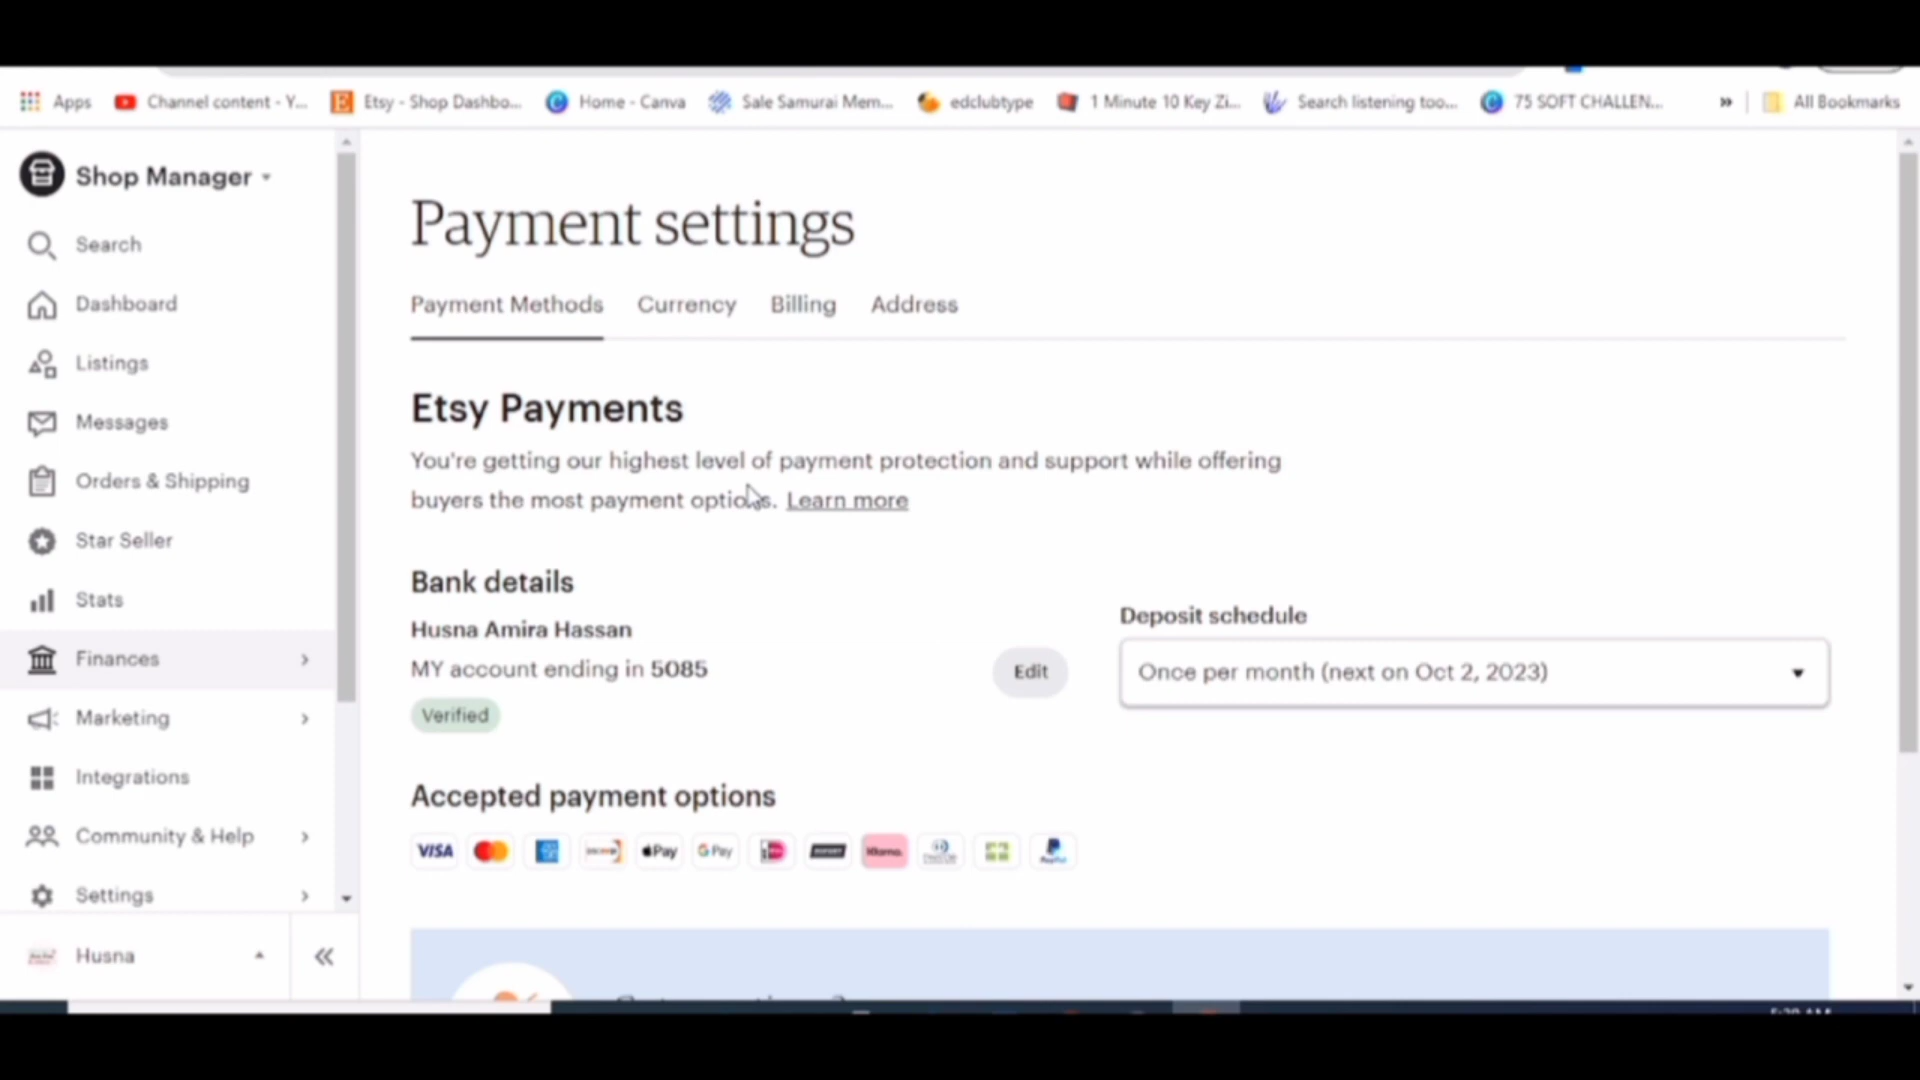 Apps Channel content - Y... Etsy - Shop Dashbo... Home - Canva Sale Samurai Mem... edclubtype 1 Minute 10 Key Zi... Search listening too... 75 SOFT CHALLEN... » All Bookmarks
Shop Manager
Search
Dashboard
Listings
Messages
Orders & Shipping
Star Seller
Stats
Finances
Marketing
Integrations
Community & Help
Settings
Husna
Payment settings
Payment Methods Currency Billing Address
Etsy Payments
You're getting our highest level of payment protection and support while offering
buyers the most payment options. Learn more
Bank details
Husna Amira Hassan
MY account ending in 5085
Edit
Verified
Deposit schedule
Once per month (next on Oct 2, 2023)
Accepted payment options
VISA Pay G Pay Klarna. PayPal